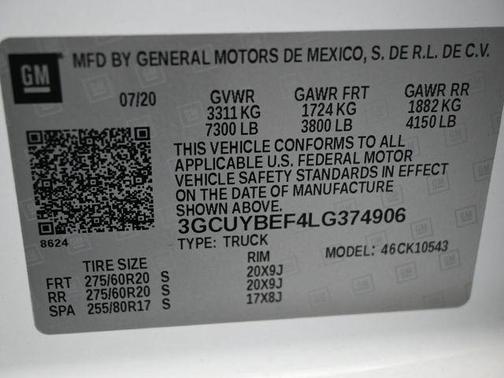 GM
MFD BY GENERAL MOTORS DE MEXICO, S. DE R.L. DE C.V.
07/20 GVWR GAWR FRT GAWR RR
3311 KG 1724 KG 1882 KG
7300 LB 3800 LB 4150 LB
THIS VEHICLE CONFORMS TO ALL
APPLICABLE U.S. FEDERAL MOTOR
VEHICLE SAFETY STANDARDS IN EFFECT
ON THE DATE OF MANUFACTURE
SHOWN ABOVE.
8624 3GCUYBEF4LG374906
TYPE: TRUCK MODEL: 46CK10543
TIRE SIZE RIM
FRT 275/60R20 S 20X9J
RR 275/60R20 S 20X9J
SPA 255/80R17 S 17X8J